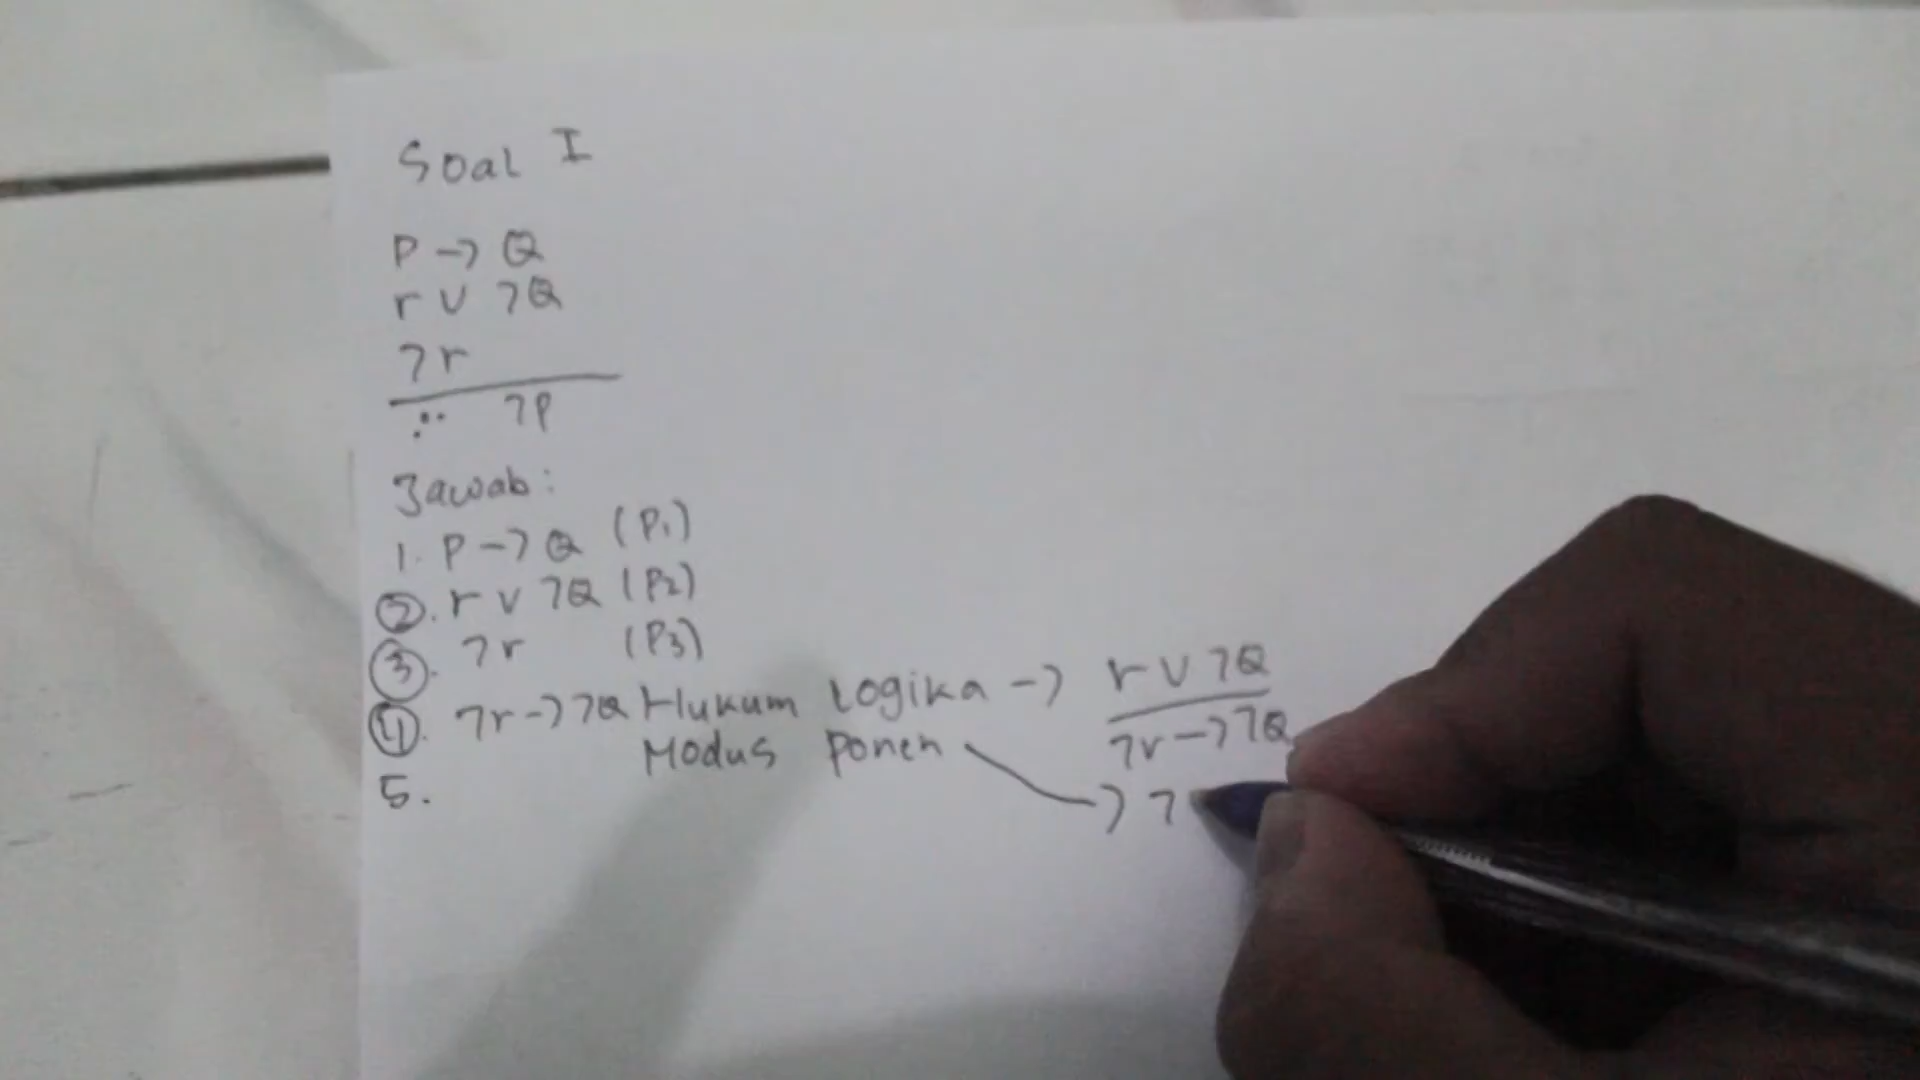 Soal I
P → Q
r ∨ ¬Q
¬r
∴ ¬P
Jawab:
1. P → Q (P1)
②. r ∨ ¬Q (P2)
③. ¬r (P3)
④. ¬r → ¬Q Hukum Logika → r ∨ ¬Q
¬r → ¬Q
5. Modus Ponen → ¬